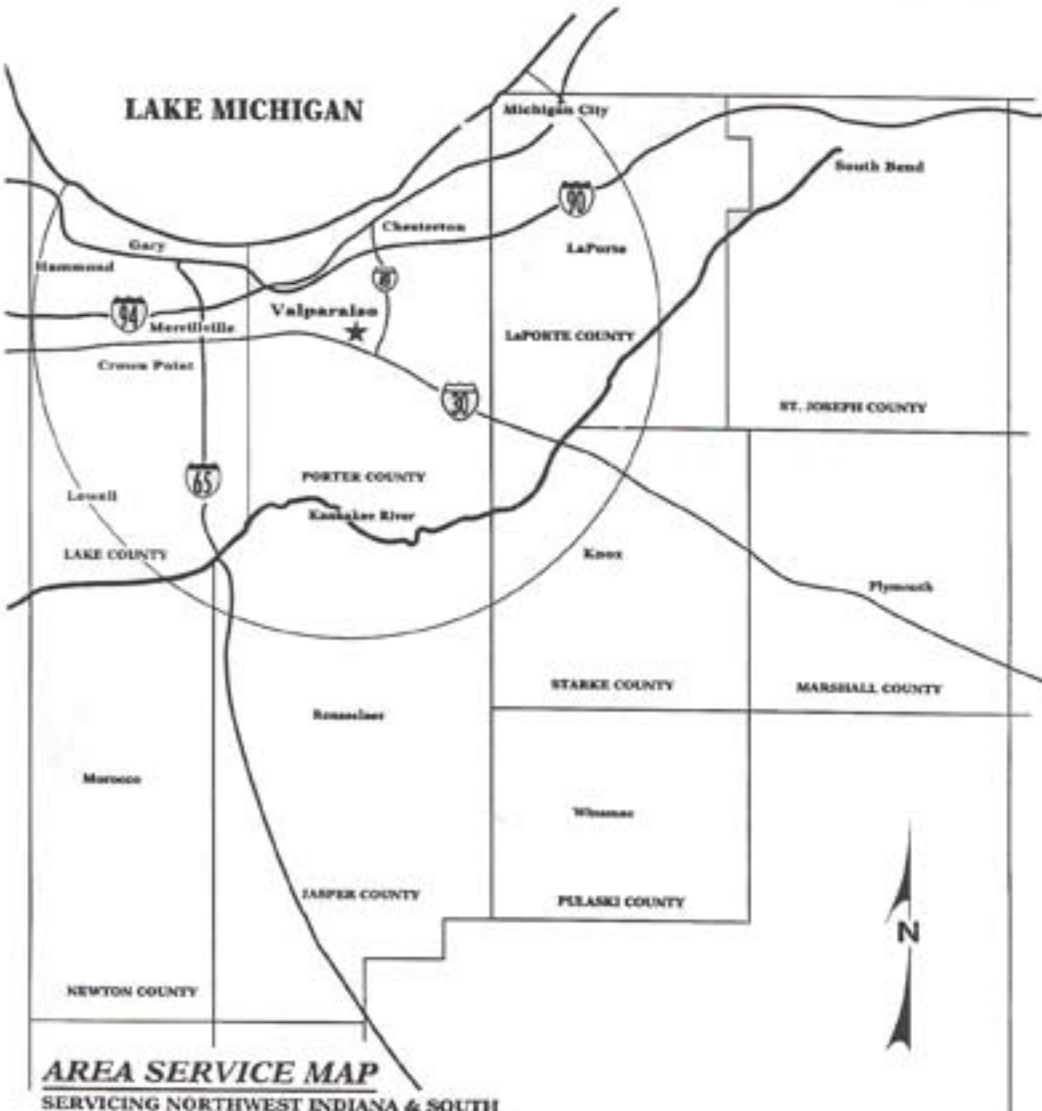 LAKE MICHIGAN
Michigan City
South Bend
90
Chesterton
Gary
LaPorte
Hammond
Valparaiso
94
Merrillville
LaPORTE COUNTY
Crown Point
30
ST. JOSEPH COUNTY
65
PORTER COUNTY
Lowell
Kankakee River
LAKE COUNTY
Knox
Plymouth
STARKE COUNTY
MARSHALL COUNTY
Rensselaer
Morocco
Winamac
JASPER COUNTY
PULASKI COUNTY
N
NEWTON COUNTY
AREA SERVICE MAP
SERVICING NORTHWEST INDIANA & SOUTH